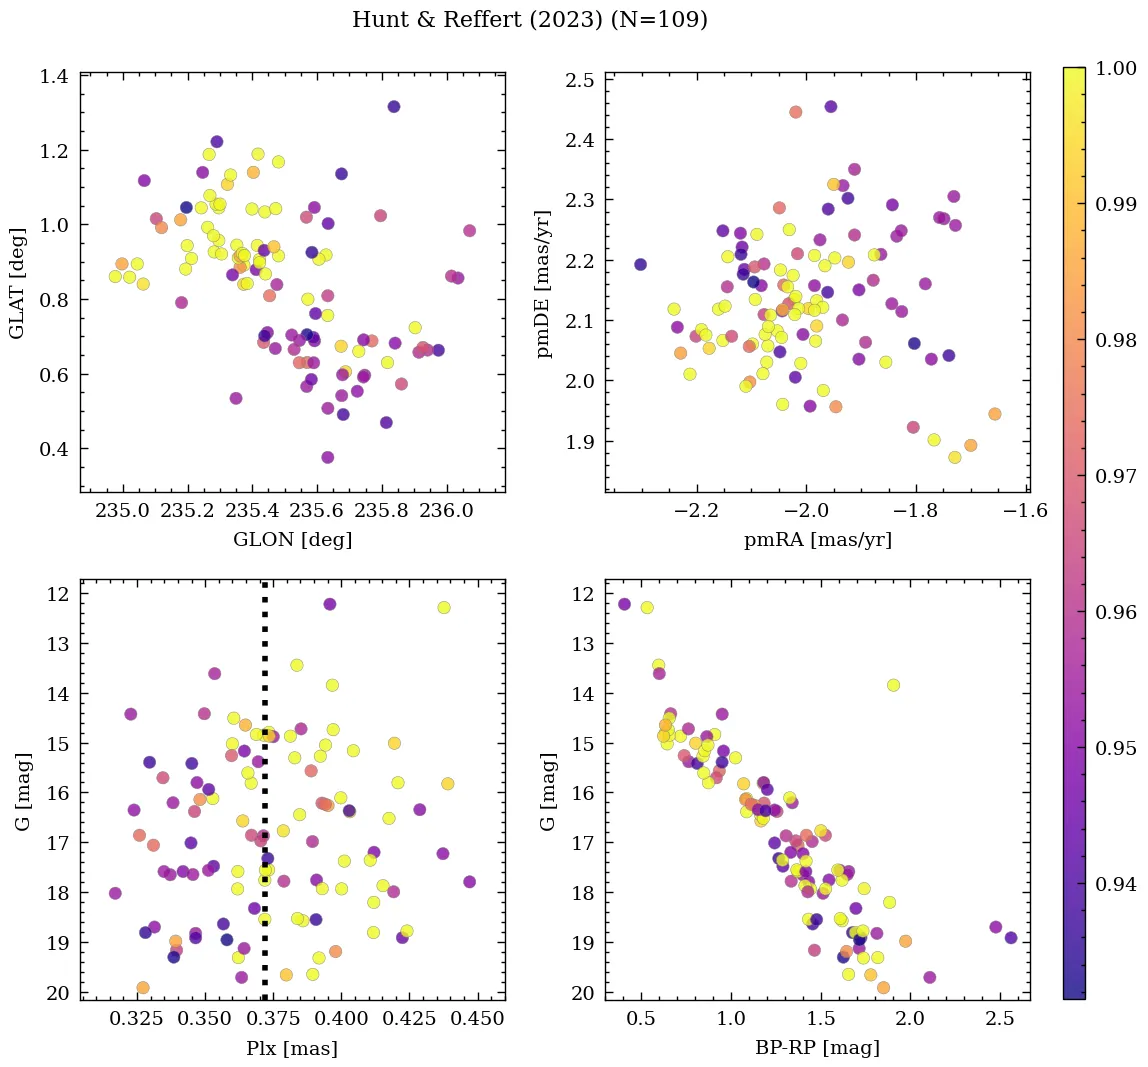 Hunt & Reffert (2023) (N=109)
1.4
1.2
1.0
0.8
0.6
0.4
GLAT [deg]
235.0 235.2 235.4 235.6 235.8 236.0
GLON [deg]
2.5
2.4
2.3
2.2
2.1
2.0
1.9
pmDE [mas/yr]
−2.2 −2.0 −1.8 −1.6
pmRA [mas/yr]
12
13
14
15
16
17
18
19
20
G [mag]
0.325 0.350 0.375 0.400 0.425 0.450
Plx [mas]
12
13
14
15
16
17
18
19
20
G [mag]
0.5 1.0 1.5 2.0 2.5
BP-RP [mag]
1.00
0.99
0.98
0.97
0.96
0.95
0.94